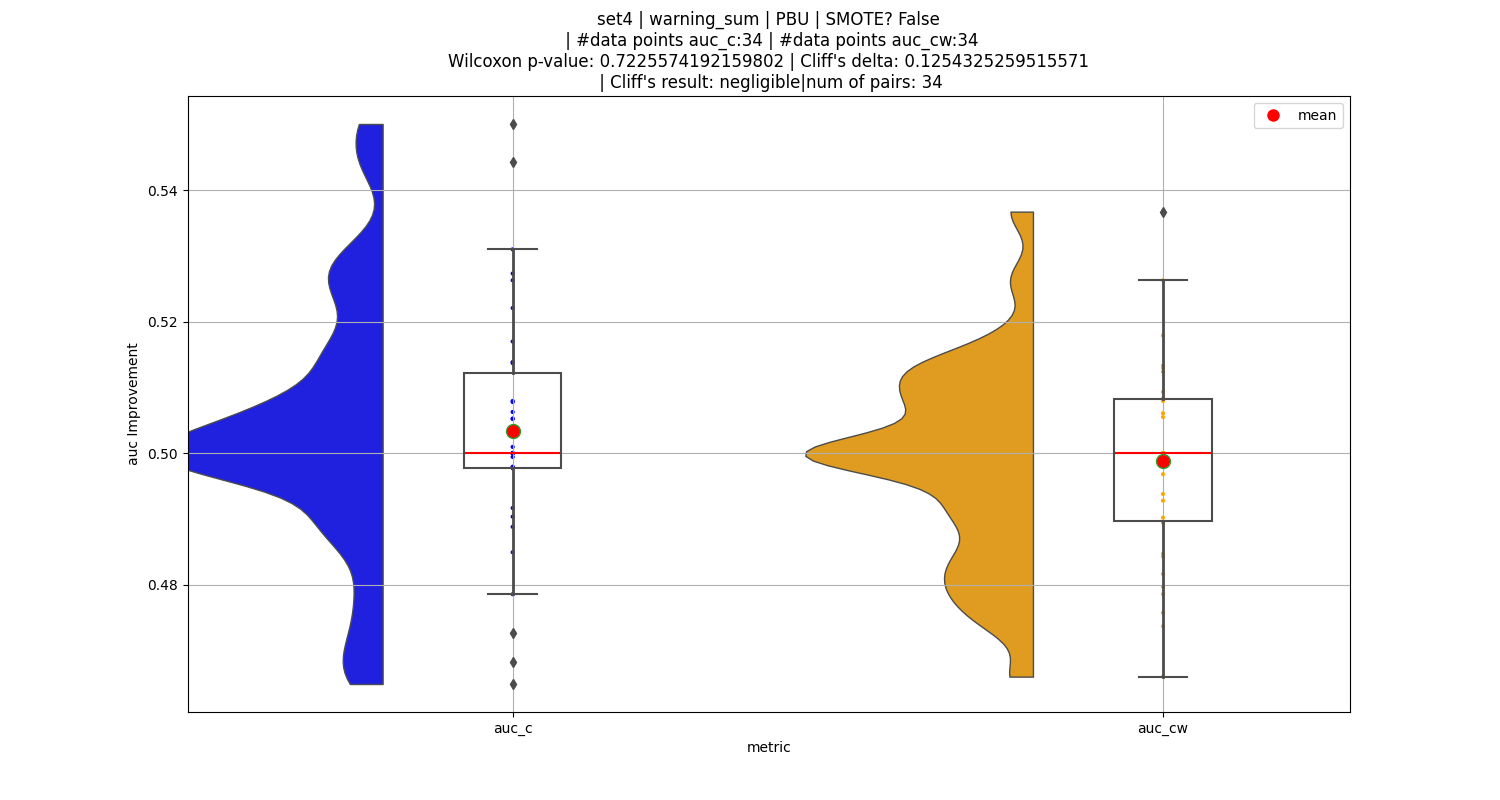 set4 | warning_sum | PBU | SMOTE? False
| #data points auc_c:34 | #data points auc_cw:34
Wilcoxon p-value: 0.7225574192159802 | Cliff's delta: 0.1254325259515571
| Cliff's result: negligible|num of pairs: 34
mean
0.54
0.52
0.50
0.48
auc Improvement
auc_c
auc_cw
metric